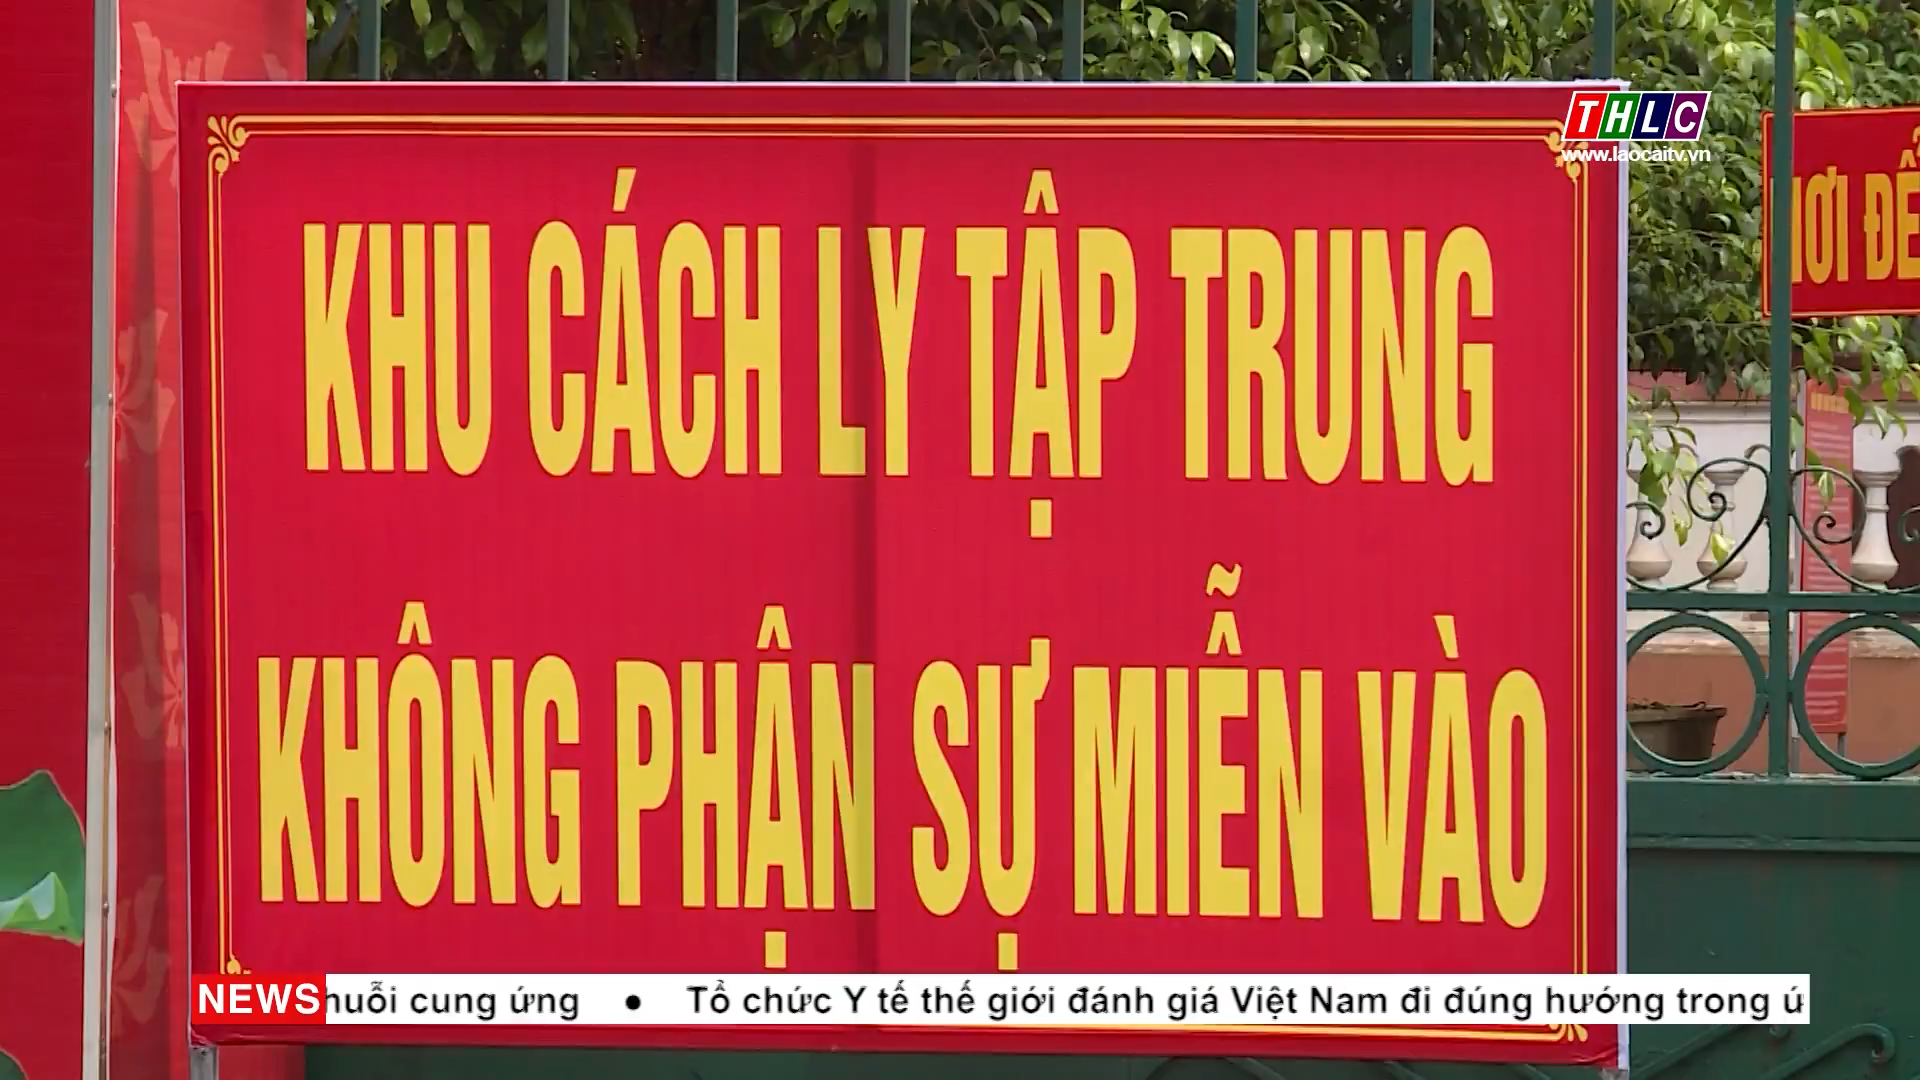 THLC
www.laocaitv.vn
KHU CÁCH LY TẬP TRUNG
KHÔNG PHẬN SỰ MIỄN VÀO
NEWS cung ứng • Tổ chức Y tế thế giới đánh giá Việt Nam đi đúng hướng trong